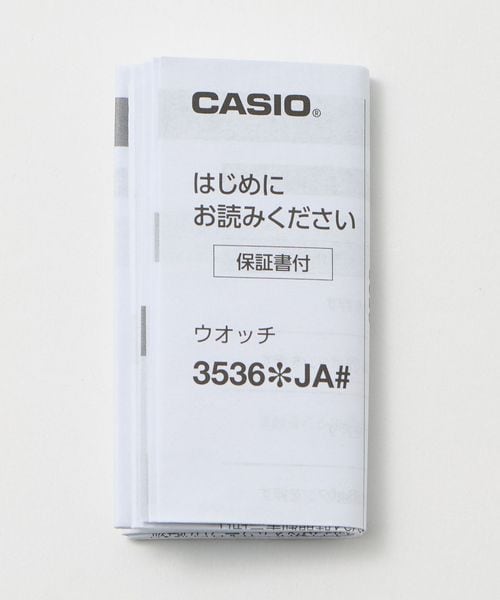 CASIO®
はじめに
お読みください
保証書付
ウオッチ
3536✻JA#